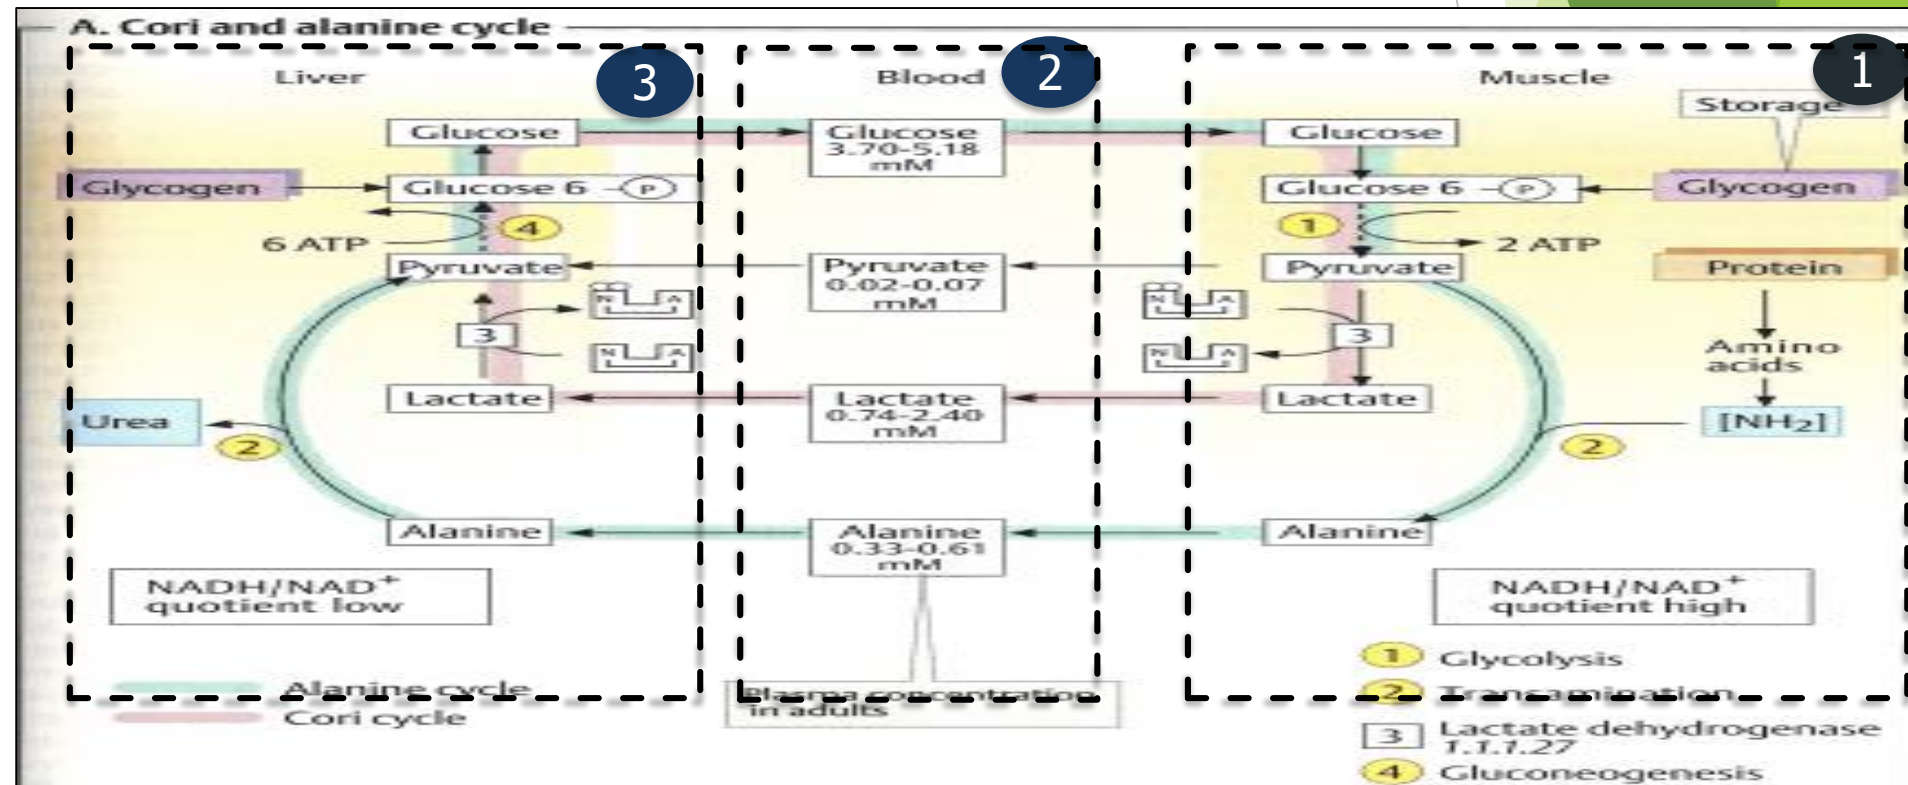 A. Cori and alanine cycle
Liver
3
Blood
2
Muscle
1
Storage
Glucose
Glucose
3.70-5.18
mM
Glucose
Glycogen
Glucose 6 -P
Glucose 6 -P
Glycogen
6 ATP
4
1
2 ATP
Pyruvate
Pyruvate
0.02-0.07
mM
Pyruvate
Protein
N A
N A
3
3
N A
N A
Amino
acids
Lactate
Lactate
0.74-2.40
mM
Lactate
[NH2]
Urea
2
2
Alanine
Alanine
0.33-0.61
mM
Alanine
NADH/NAD+
quotient low
NADH/NAD+
quotient high
Alanine cycle
Cori cycle
Plasma concentration
in adults
1 Glycolysis
2 Transamination
3 Lactate dehydrogenase
1.1.1.27
4 Gluconeogenesis